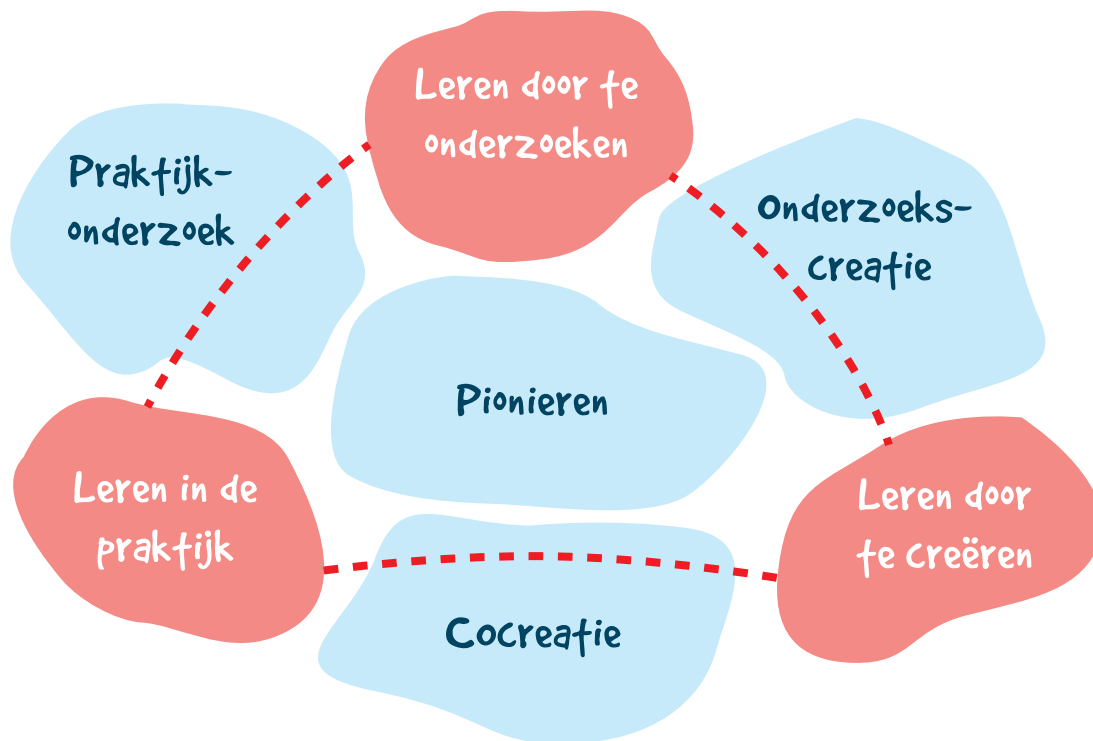 Leren door te
onderzoeken
Praktijk-
onderzoek
Onderzoeks-
creatie
Pionieren
Leren in de
praktijk
Leren door
te creëren
Cocreatie